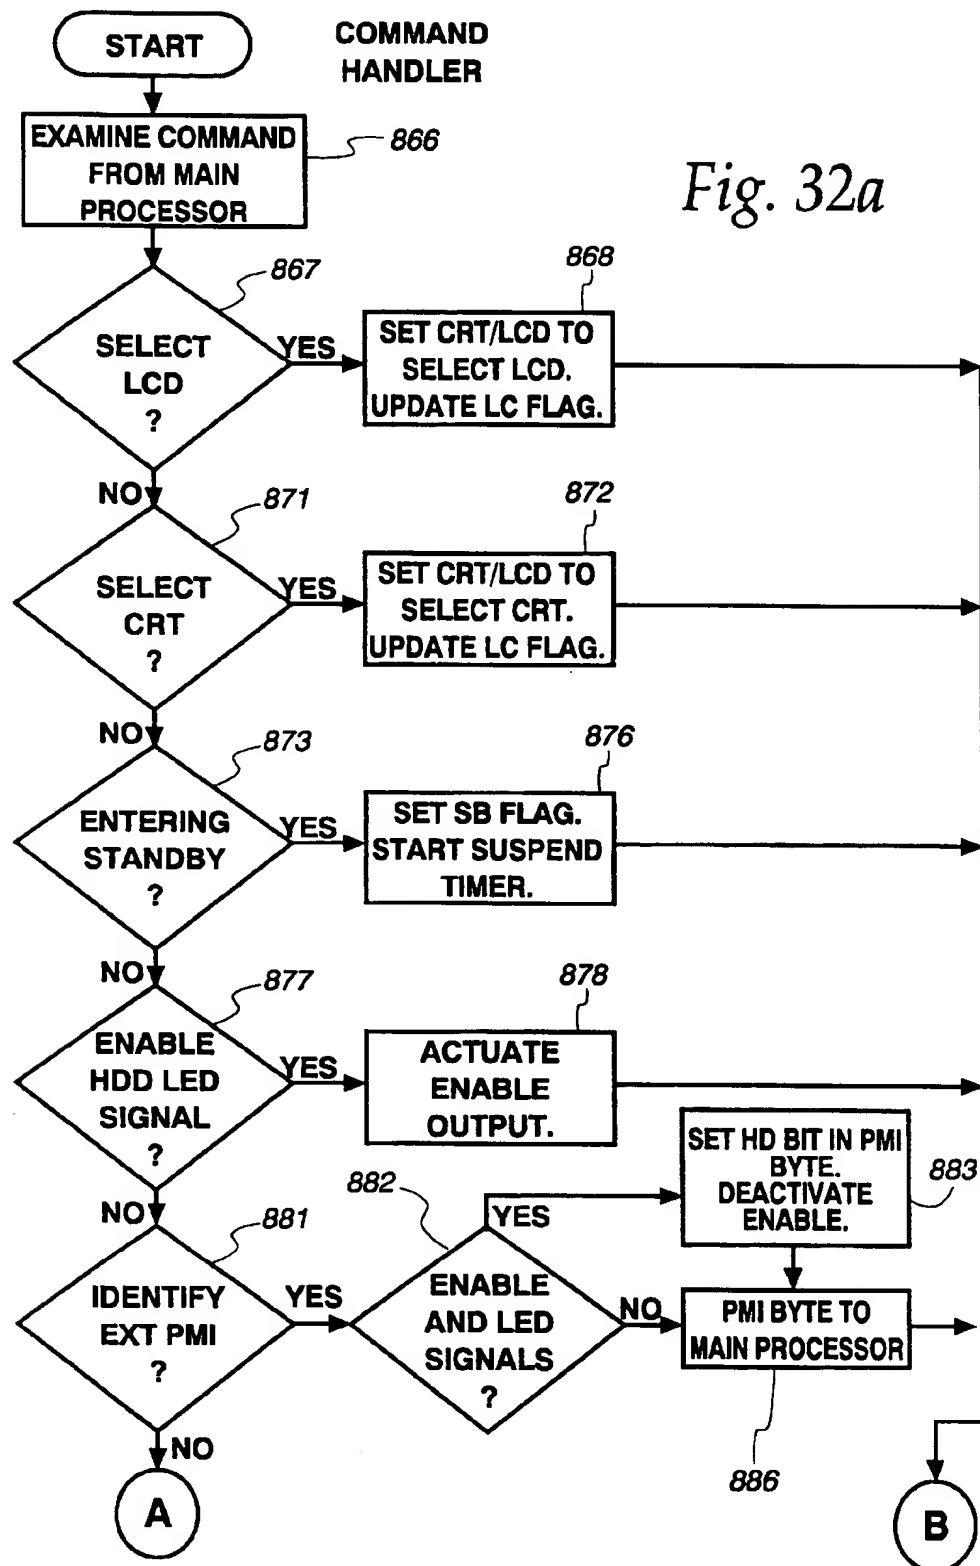 START
COMMAND
HANDLER
EXAMINE COMMAND
FROM MAIN
PROCESSOR
866
Fig. 32a
867
SELECT
LCD
?
YES
868
SET CRT/LCD TO
SELECT LCD.
UPDATE LC FLAG.
NO
871
SELECT
CRT
?
YES
872
SET CRT/LCD TO
SELECT CRT.
UPDATE LC FLAG.
NO
873
ENTERING
STANDBY
?
YES
876
SET SB FLAG.
START SUSPEND
TIMER.
NO
877
ENABLE
HDD LED
SIGNAL
?
YES
878
ACTUATE
ENABLE
OUTPUT.
NO
881
IDENTIFY
EXT PMI
?
YES
882
ENABLE
AND LED
SIGNALS
?
YES
SET HD BIT IN PMI
BYTE.
DEACTIVATE
ENABLE.
883
NO
PMI BYTE TO
MAIN PROCESSOR
886
NO
A
B